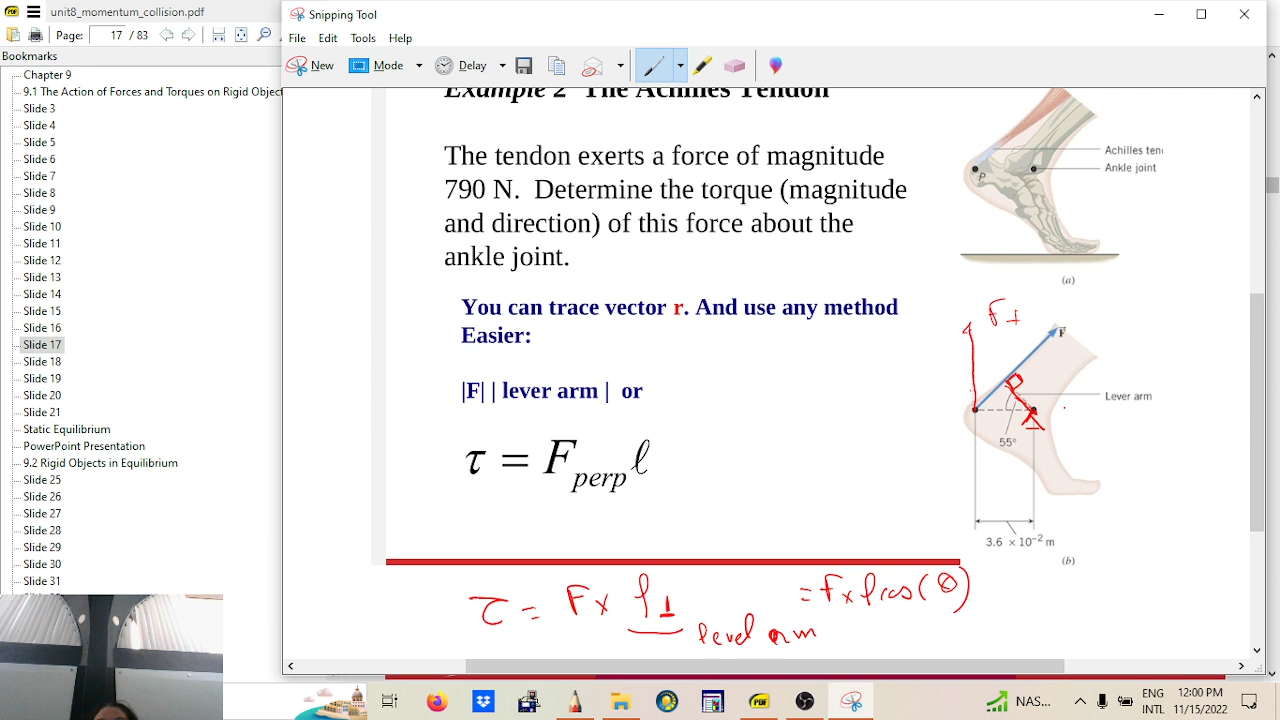 unit8_momentum_collision.pdf
Page: 17 / 83
Bookmarks
Chapter 9
9.1 The Action of Forces and Torques on Rigid Object
Slide 3
Slide 4
Slide 5
Slide 6
Slide 7
Slide 8
Slide 9
Slide 10
Slide 11
Slide 12
Slide 13
Slide 14
Slide 15
Slide 16
Slide 17
Slide 18
Slide 19
Slide 20
Slide 21
Static Equilibrium
PowerPoint Presentation
9.2 Rigid Objects in Equilibrium
Slide 25
Slide 26
Slide 27
Slide 28
Slide 29
Slide 30
Slide 31
Snipping Tool
File Edit Tools Help
New Mode Delay
Example 2 The Achilles Tendon
The tendon exerts a force of magnitude
790 N. Determine the torque (magnitude
and direction) of this force about the
ankle joint.
You can trace vector r. And use any method
Easier:
|F| | lever arm | or
τ = F perp ℓ
Achilles ten
Ankle joint
P
(a)
F⊥
F
Lever arm
55°
3.6 ×10⁻² m
(b)
τ = F x ℓ⊥ = F x ℓ cos(θ)
level arm
NAS...
ENG
INTL
12:00 PM
11/15/2022
PDF